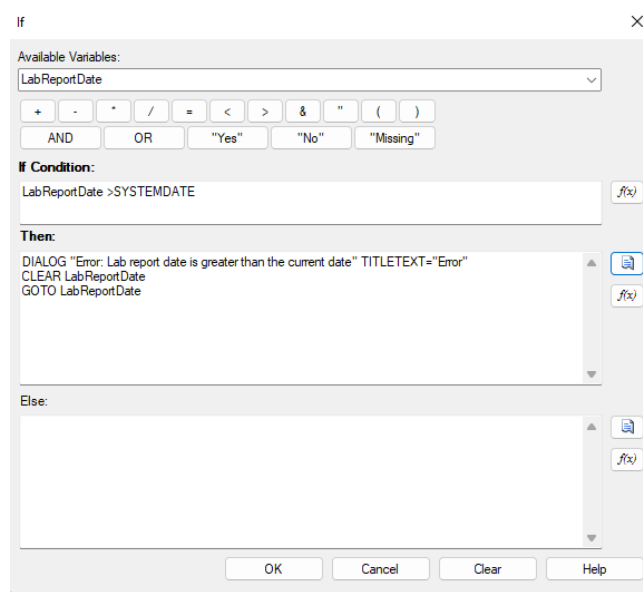 If
Available Variables:
LabReportDate
+ - * / = < > & " ( )
AND OR "Yes" "No" "Missing"
If Condition:
LabReportDate >SYSTEMDATE
f(x)
Then:
DIALOG "Error: Lab report date is greater than the current date" TITLETEXT="Error"
CLEAR LabReportDate
GOTO LabReportDate
f(x)
Else:
f(x)
OK Cancel Clear Help